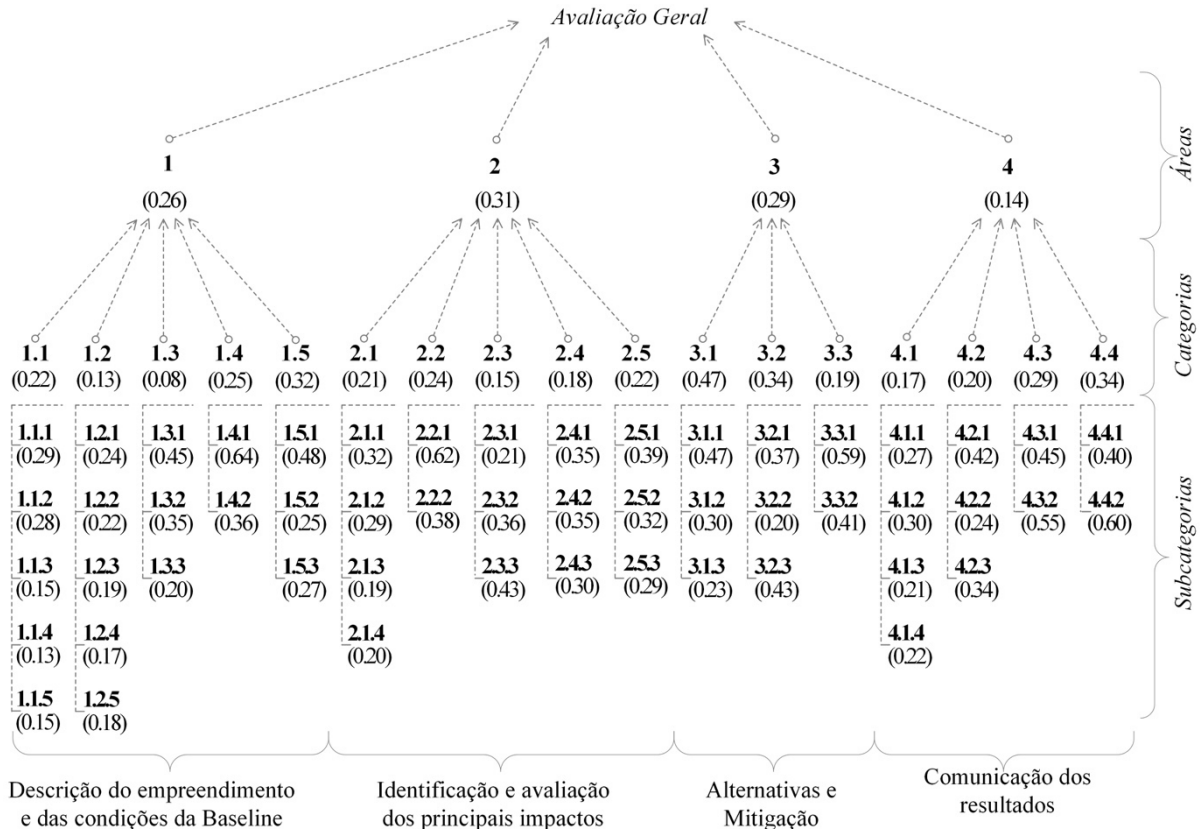 Avaliação Geral
1 2 3 4
(0.26) (0.31) (0.29) (0.14)
Áreas
1.1 1.2 1.3 1.4 1.5 2.1 2.2 2.3 2.4 2.5 3.1 3.2 3.3 4.1 4.2 4.3 4.4
(0.22) (0.13) (0.08) (0.25) (0.32) (0.21) (0.24) (0.15) (0.18) (0.22) (0.47) (0.34) (0.19) (0.17) (0.20) (0.29) (0.34)
Categorias
1.1.1 1.2.1 1.3.1 1.4.1 1.5.1 2.1.1 2.2.1 2.3.1 2.4.1 2.5.1 3.1.1 3.2.1 3.3.1 4.1.1 4.2.1 4.3.1 4.4.1
(0.29) (0.24) (0.45) (0.64) (0.48) (0.32) (0.62) (0.21) (0.35) (0.39) (0.47) (0.37) (0.59) (0.27) (0.42) (0.45) (0.40)
1.1.2 1.2.2 1.3.2 1.4.2 1.5.2 2.1.2 2.2.2 2.3.2 2.4.2 2.5.2 3.1.2 3.2.2 3.3.2 4.1.2 4.2.2 4.3.2 4.4.2
(0.28) (0.22) (0.35) (0.36) (0.25) (0.29) (0.38) (0.36) (0.35) (0.32) (0.30) (0.20) (0.41) (0.30) (0.24) (0.55) (0.60)
1.1.3 1.2.3 1.3.3 1.5.3 2.1.3 2.3.3 2.4.3 2.5.3 3.1.3 3.2.3 4.1.3 4.2.3
(0.15) (0.19) (0.20) (0.27) (0.19) (0.43) (0.30) (0.29) (0.23) (0.43) (0.21) (0.34)
1.1.4 1.2.4 2.1.4 4.1.4
(0.13) (0.17) (0.20) (0.22)
1.1.5 1.2.5
(0.15) (0.18)
Subcategorias
Descrição do empreendimento
e das condições da Baseline
Identificação e avaliação
dos principais impactos
Alternativas e
Mitigação
Comunicação dos
resultados